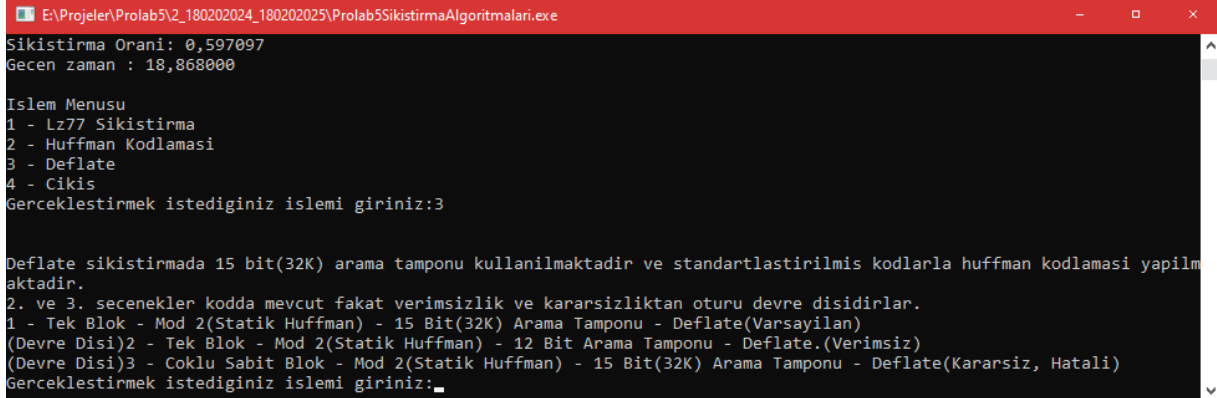 E:\Projeler\Prolab5\2_180202024_180202025\Prolab5SikistirmaAlgoritmalari.exe
Sikistirma Orani: 0,597097
Gecen zaman : 18,868000
Islem Menusu
1 - Lz77 Sikistirma
2 - Huffman Kodlamasi
3 - Deflate
4 - Cikis
Gerceklestirmek istediginiz islemi giriniz:3
Deflate sikistirmada 15 bit(32K) arama tamponu kullanilmaktadir ve standartlastirilmis kodlarla huffman kodlamasi yapilm
aktadir.
2. ve 3. secenekler kodda mevcut fakat verimsizlik ve kararsizliktan oturu devre disidirlar.
1 - Tek Blok - Mod 2(Statik Huffman) - 15 Bit(32K) Arama Tamponu - Deflate(Varsayilan)
(Devre Disi)2 - Tek Blok - Mod 2(Statik Huffman) - 12 Bit Arama Tamponu - Deflate.(Verimsiz)
(Devre Disi)3 - Coklu Sabit Blok - Mod 2(Statik Huffman) - 15 Bit(32K) Arama Tamponu - Deflate(Kararsiz, Hatali)
Gerceklestirmek istediginiz islemi giriniz: